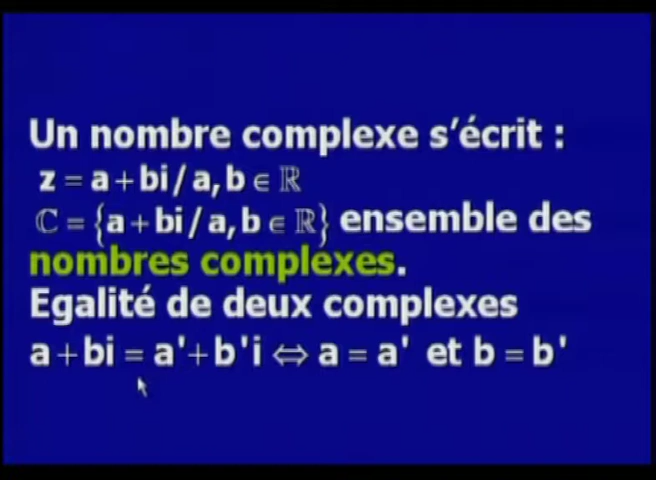 Un nombre complexe s'écrit :
z = a + bi / a, b ∈ ℝ
ℂ = {a + bi / a, b ∈ ℝ} ensemble des
nombres complexes.
Egalité de deux complexes
a + bi = a' + b'i ⇔ a = a' et b = b'